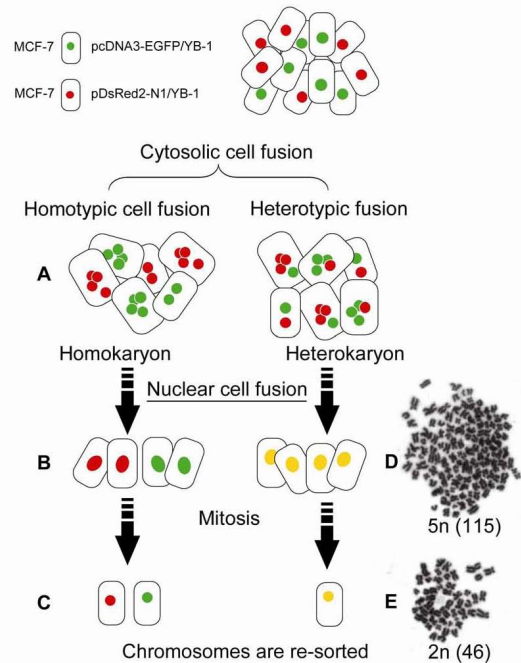 MCF-7 pcDNA3-EGFP/YB-1
MCF-7 pDsRed2-N1/YB-1
Cytosolic cell fusion
Homotypic cell fusion
Heterotypic fusion
A
Homokaryon
Heterokaryon
Nuclear cell fusion
B
D
5n (115)
Mitosis
C
E
2n (46)
Chromosomes are re-sorted